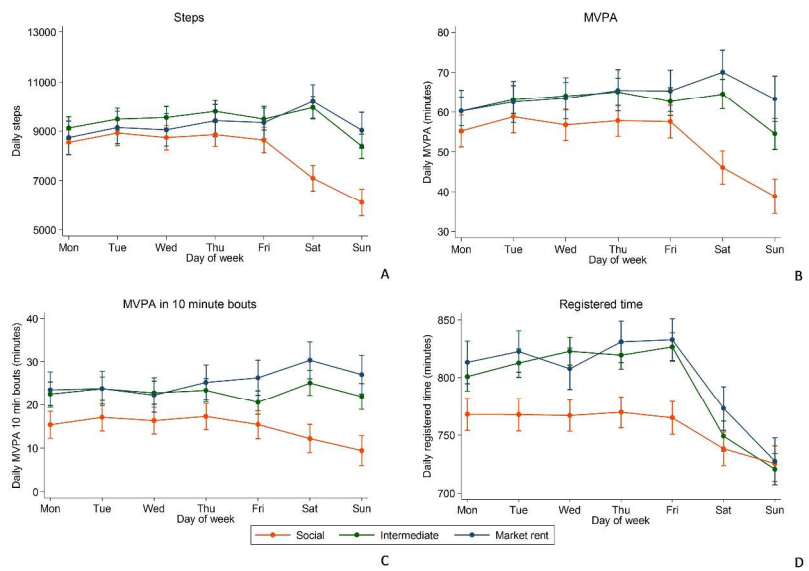 Steps
Daily steps
13000
11000
9000
7000
5000
Mon Tue Wed Thu Fri Sat Sun
Day of week
A
MVPA
Daily MVPA (minutes)
80
70
60
50
40
30
Mon Tue Wed Thu Fri Sat Sun
Day of week
B
MVPA in 10 minute bouts
Daily MVPA 10 min bouts (minutes)
40
30
20
10
0
Mon Tue Wed Thu Fri Sat Sun
Day of week
C
Registered time
Daily registered time (minutes)
850
800
750
700
Mon Tue Wed Thu Fri Sat Sun
Day of week
D
Social Intermediate Market rent